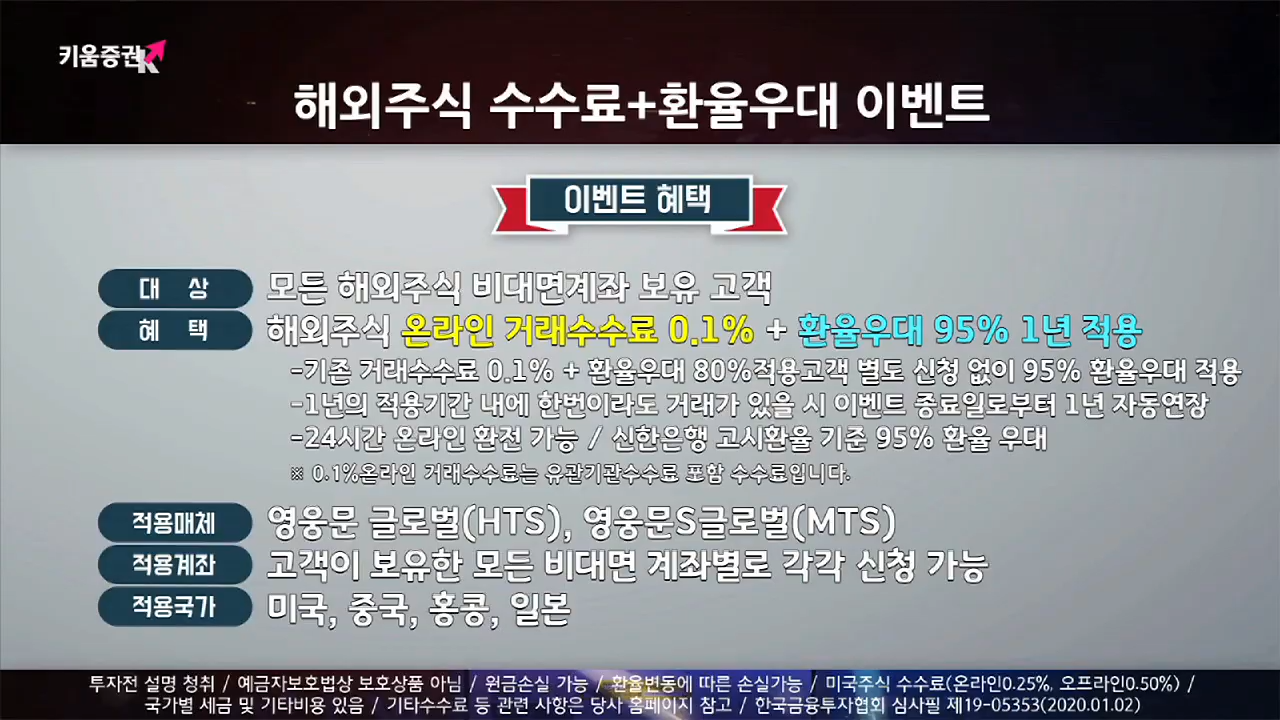 키움증권
해외주식 수수료+환율우대 이벤트
이벤트 혜택
대 상 모든 해외주식 비대면계좌 보유 고객
혜 택 해외주식 온라인 거래수수료 0.1% + 환율우대 95% 1년 적용
-기존 거래수수료 0.1% + 환율우대 80%적용고객 별도 신청 없이 95% 환율우대 적용
-1년의 적용기간 내에 한번이라도 거래가 있을 시 이벤트 종료일로부터 1년 자동연장
-24시간 온라인 환전 가능 / 신한은행 고시환율 기준 95% 환율 우대
※ 0.1%온라인 거래수수료는 유관기관수수료 포함 수수료입니다.
적용매체 영웅문 글로벌(HTS), 영웅문S글로벌(MTS)
적용계좌 고객이 보유한 모든 비대면 계좌별로 각각 신청 가능
적용국가 미국, 중국, 홍콩, 일본
투자전 설명 청취 / 예금자보호법상 보호상품 아님 / 원금손실 가능 / 환율변동에 따른 손실가능 / 미국주식 수수료(온라인0.25%, 오프라인0.50%) /
국가별 세금 및 기타비용 있음 / 기타수수료 등 관련 사항은 당사 홈페이지 참고 / 한국금융투자협회 심사필 제19-05353(2020.01.02)